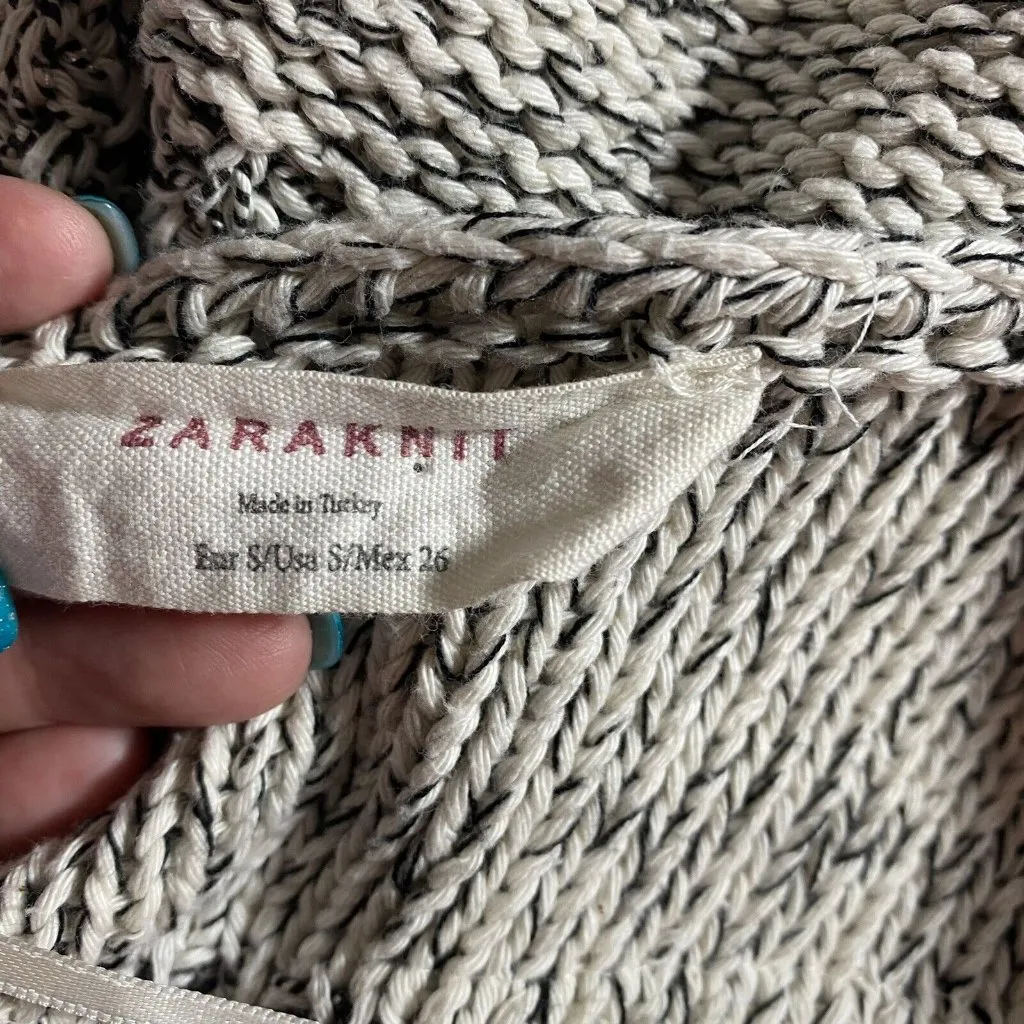 ZARAKNIT
Made in Turkey
Eur S/Usa S/Mex 26